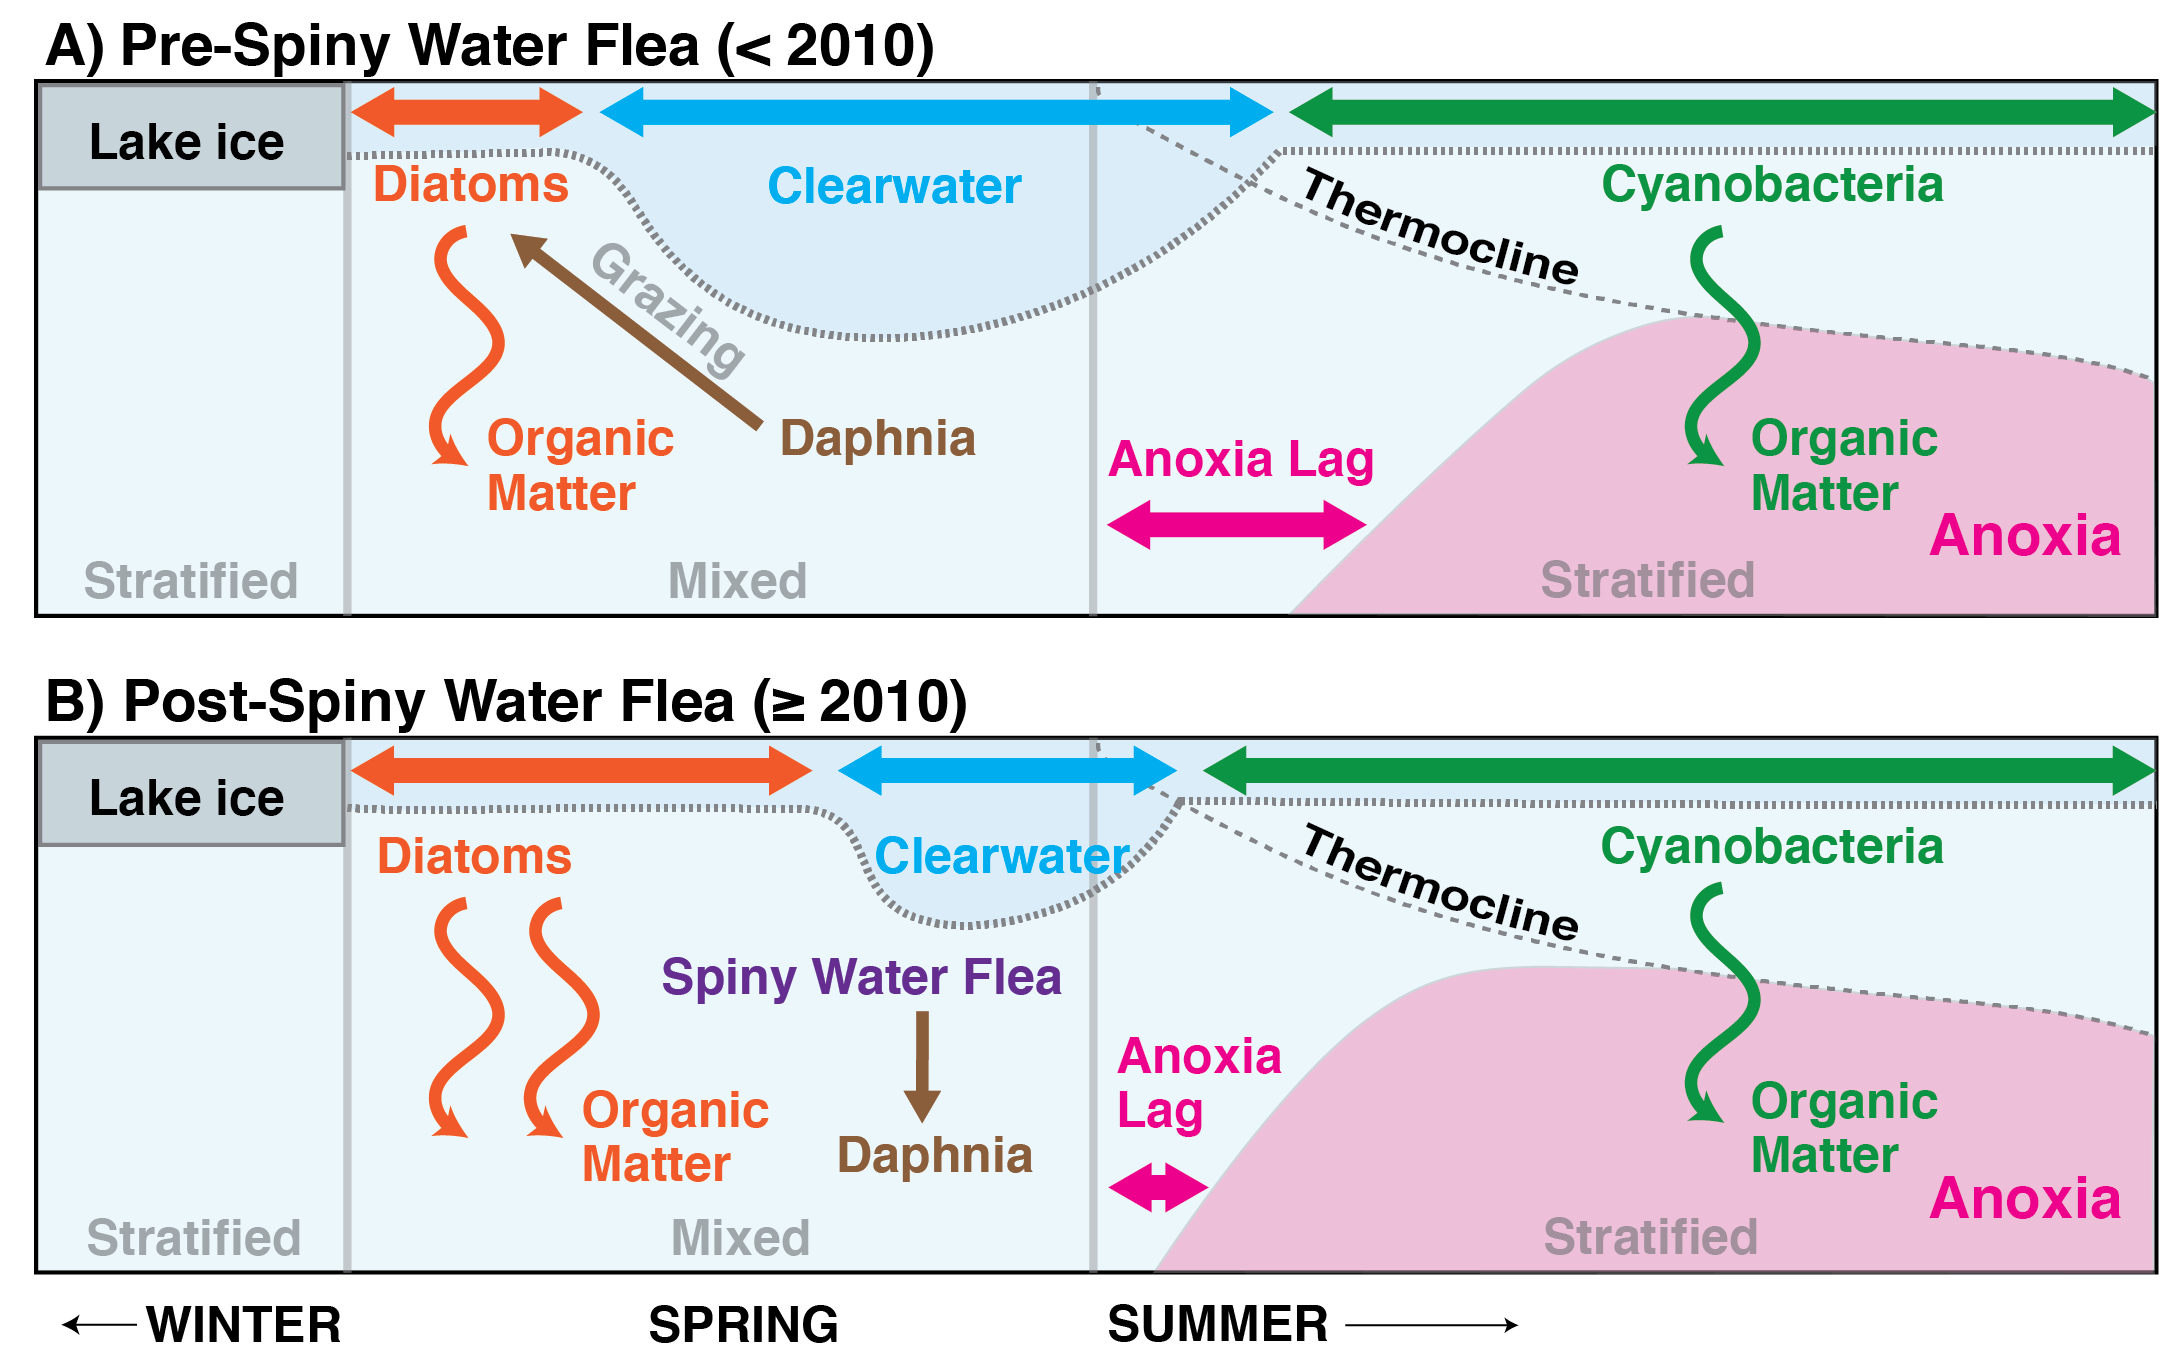 A) Pre-Spiny Water Flea (< 2010)
Lake ice
Diatoms
Clearwater
Thermocline
Cyanobacteria
Grazing
Organic
Matter
Daphnia
Anoxia Lag
Organic
Matter
Anoxia
Stratified
Mixed
Stratified
B) Post-Spiny Water Flea (≥ 2010)
Lake ice
Diatoms
Clearwater
Thermocline
Cyanobacteria
Spiny Water Flea
Organic
Matter
Daphnia
Anoxia
Lag
Organic
Matter
Anoxia
Stratified
Mixed
Stratified
WINTER
SPRING
SUMMER